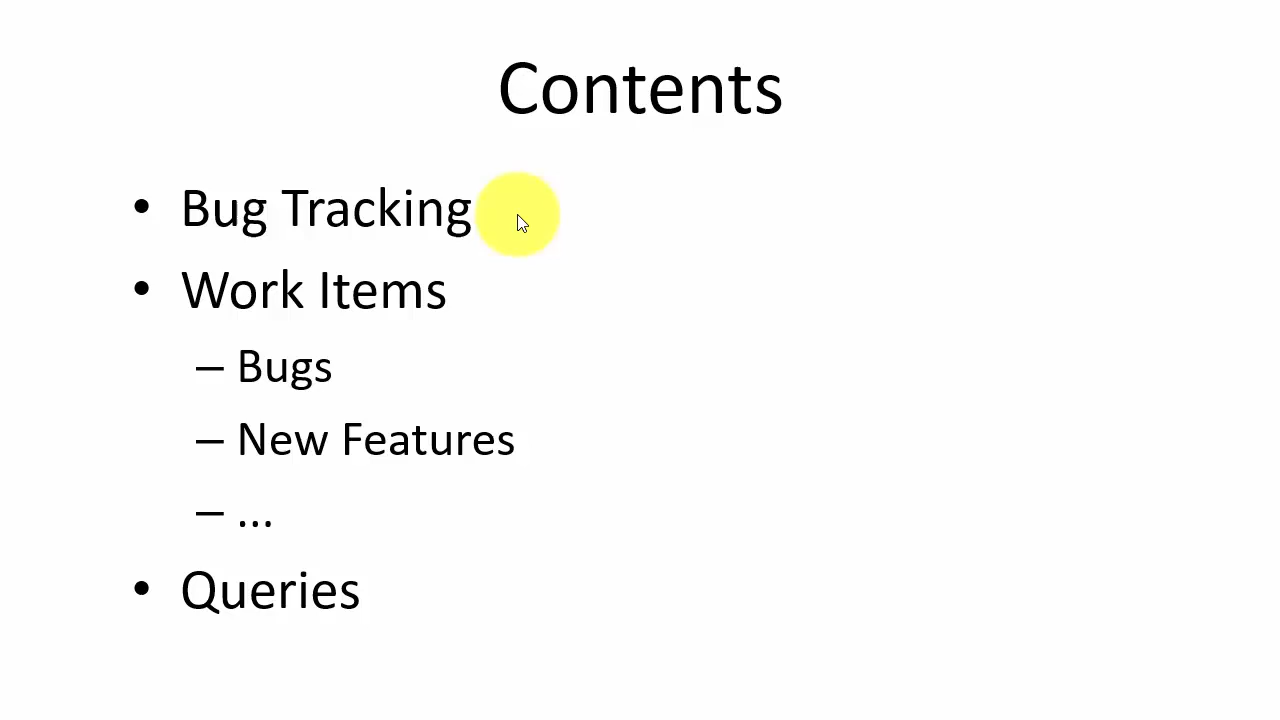 Contents
• Bug Tracking
• Work Items
– Bugs
– New Features
– ...
• Queries